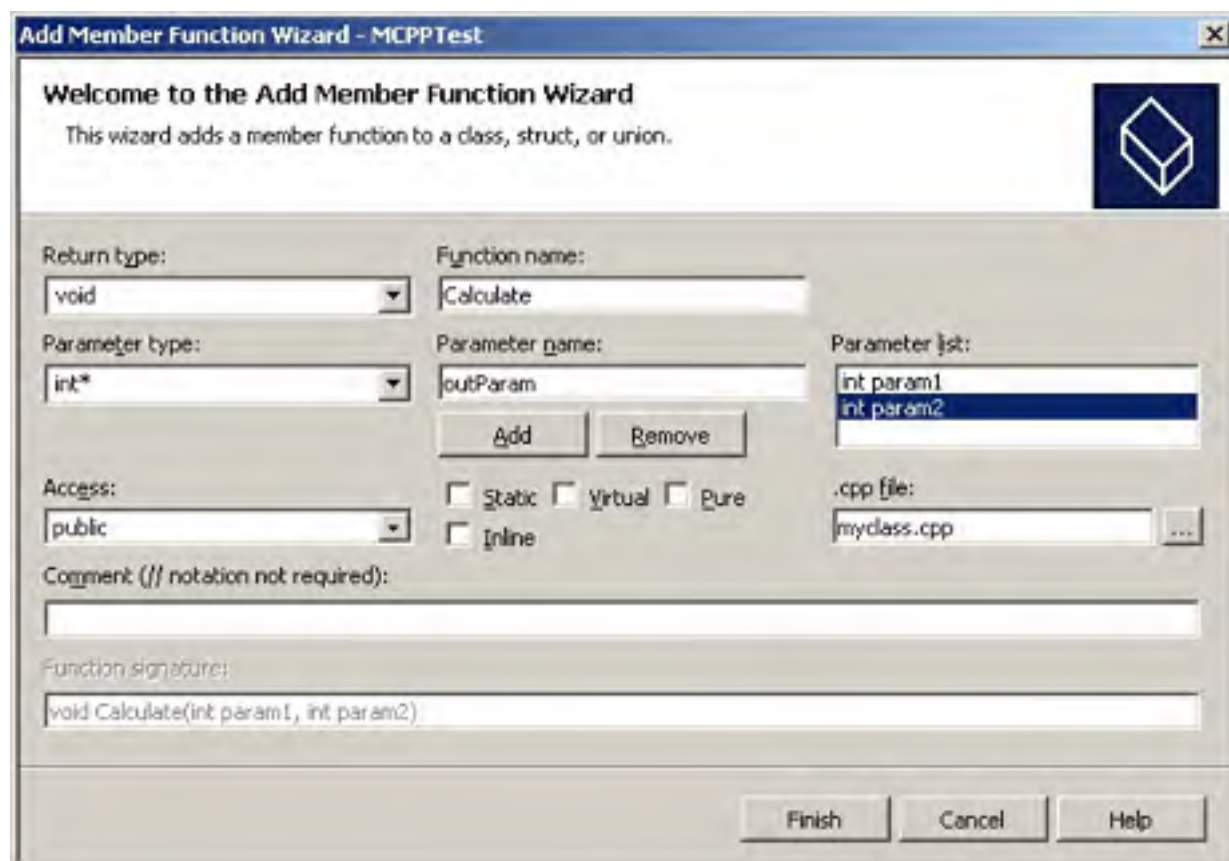 Add Member Function Wizard - MCPPTest
Welcome to the Add Member Function Wizard
This wizard adds a member function to a class, struct, or union.
Return type:
Function name:
void
Calculate
Parameter type:
Parameter name:
Parameter list:
int*
outParam
int param1
int param2
Add
Remove
Access:
Static
Virtual
Pure
.cpp file:
public
Inline
myclass.cpp
...
Comment (// notation not required):
Function signature:
void Calculate(int param1, int param2)
Finish
Cancel
Help